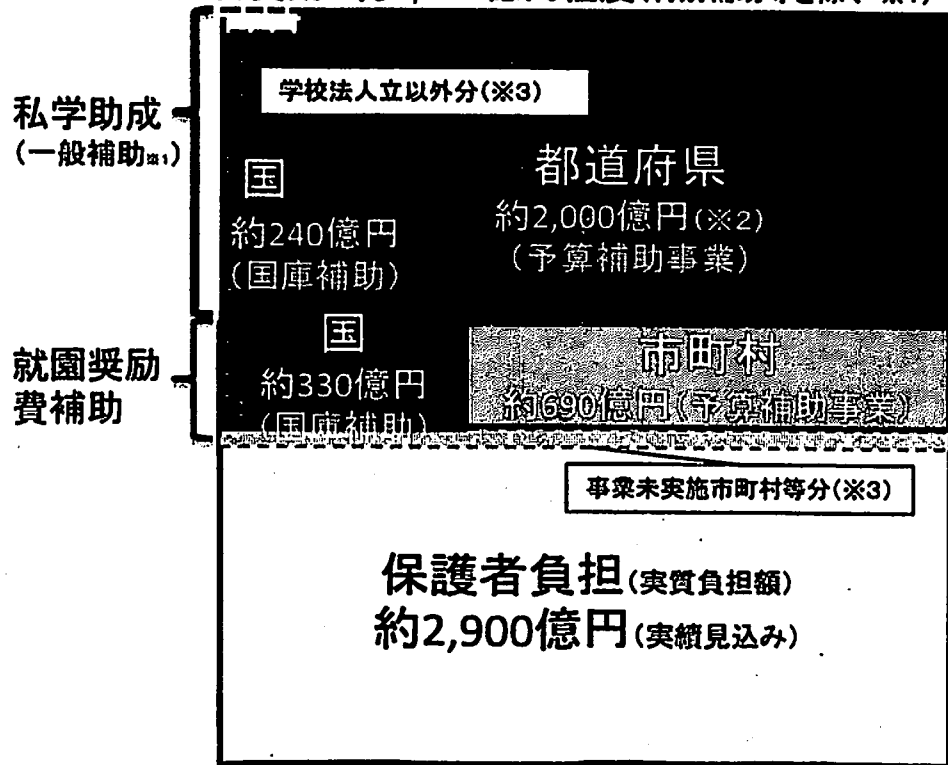 学校法人立以外分(※3)
私学助成
(一般補助※1)
国
約240億円
(国庫補助)
都道府県
約2,000億円(※2)
(予算補助事業)
就園奨励
費補助
国
約330億円
(国庫補助)
市町村
約690億円(予算補助事業)
事業未実施市町村等分(※3)
保護者負担(実質負担額)
約2,900億円(実績見込み)